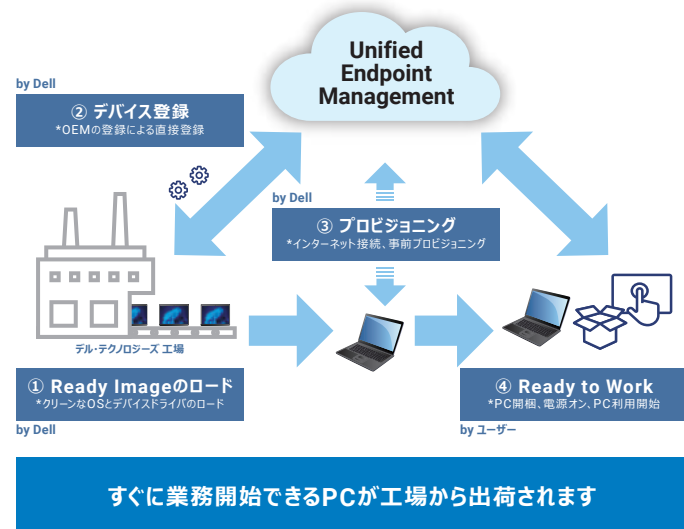 Unified
Endpoint
Management
by Dell
② デバイス登録
*OEMの登録による直接登録
by Dell
③ プロビジョニング
*インターネット接続、事前プロビジョニング
デル・テクノロジーズ 工場
① Ready Imageのロード
*クリーンなOSとデバイスドライバのロード
by Dell
④ Ready to Work
*PC開梱、電源オン、PC利用開始
by ユーザー
すぐに業務開始できるPCが工場から出荷されます